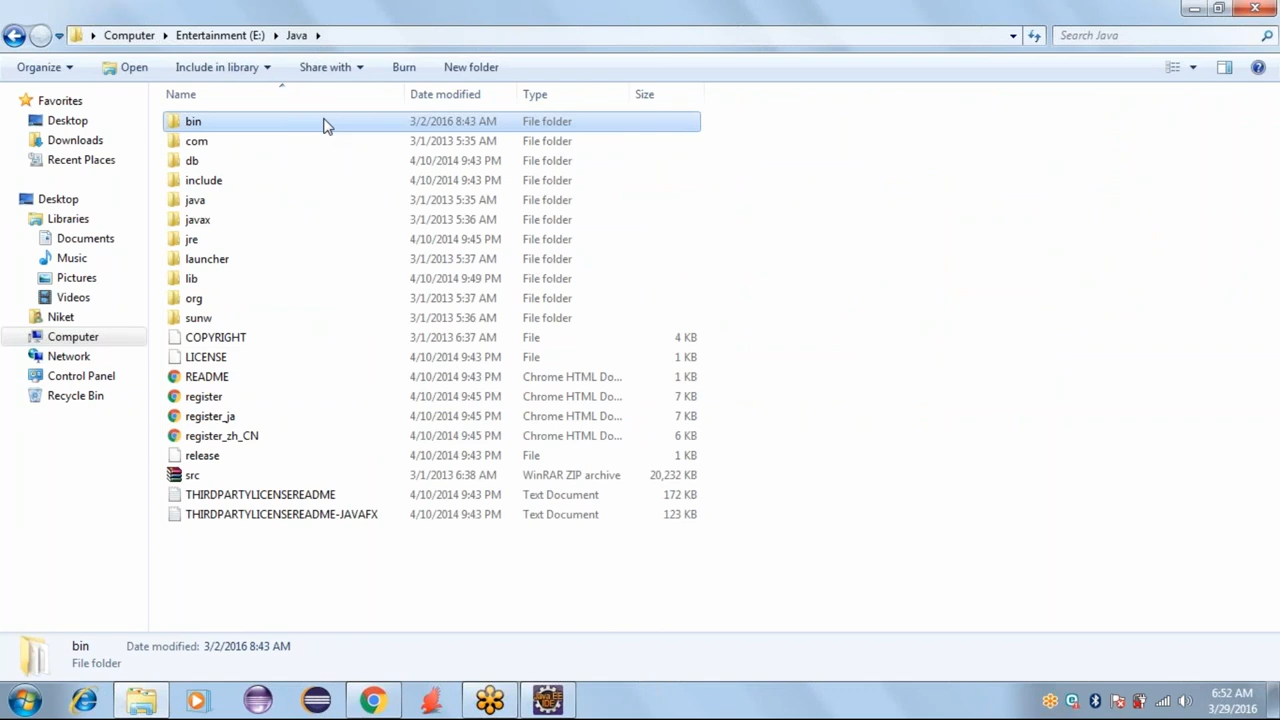 Computer Entertainment (E:) Java
Search Java
Organize Open Include in library Share with Burn New folder
Name Date modified Type Size
Favorites
Desktop
Downloads
Recent Places
Desktop
Libraries
Documents
Music
Pictures
Videos
Niket
Computer
Network
Control Panel
Recycle Bin
bin 3/2/2016 8:43 AM File folder
com 3/1/2013 5:35 AM File folder
db 4/10/2014 9:43 PM File folder
include 4/10/2014 9:43 PM File folder
java 3/1/2013 5:35 AM File folder
javax 3/1/2013 5:36 AM File folder
jre 4/10/2014 9:45 PM File folder
launcher 3/1/2013 5:37 AM File folder
lib 4/10/2014 9:49 PM File folder
org 3/1/2013 5:37 AM File folder
sunw 3/1/2013 5:36 AM File folder
COPYRIGHT 3/1/2013 6:37 AM File 4 KB
LICENSE 4/10/2014 9:43 PM File 1 KB
README 4/10/2014 9:43 PM Chrome HTML Do... 1 KB
register 4/10/2014 9:45 PM Chrome HTML Do... 7 KB
register_ja 4/10/2014 9:45 PM Chrome HTML Do... 7 KB
register_zh_CN 4/10/2014 9:45 PM Chrome HTML Do... 6 KB
release 4/10/2014 9:43 PM File 1 KB
src 3/1/2013 6:38 AM WinRAR ZIP archive 20,232 KB
THIRDPARTYLICENSEREADME 4/10/2014 9:43 PM Text Document 172 KB
THIRDPARTYLICENSEREADME-JAVAFX 4/10/2014 9:43 PM Text Document 123 KB
bin Date modified: 3/2/2016 8:43 AM
File folder
Java EE
IDE
6:52 AM
3/29/2016